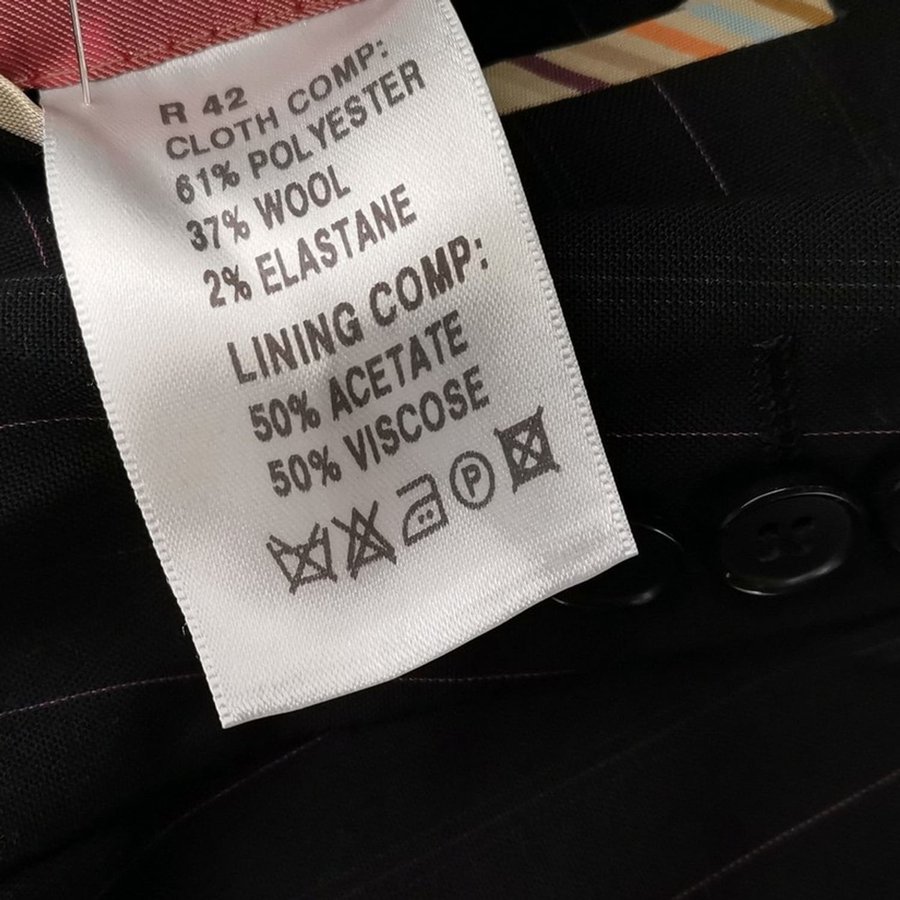 R 42
CLOTH COMP:
61% POLYESTER
37% WOOL
2% ELASTANE
LINING COMP:
50% ACETATE
50% VISCOSE
P